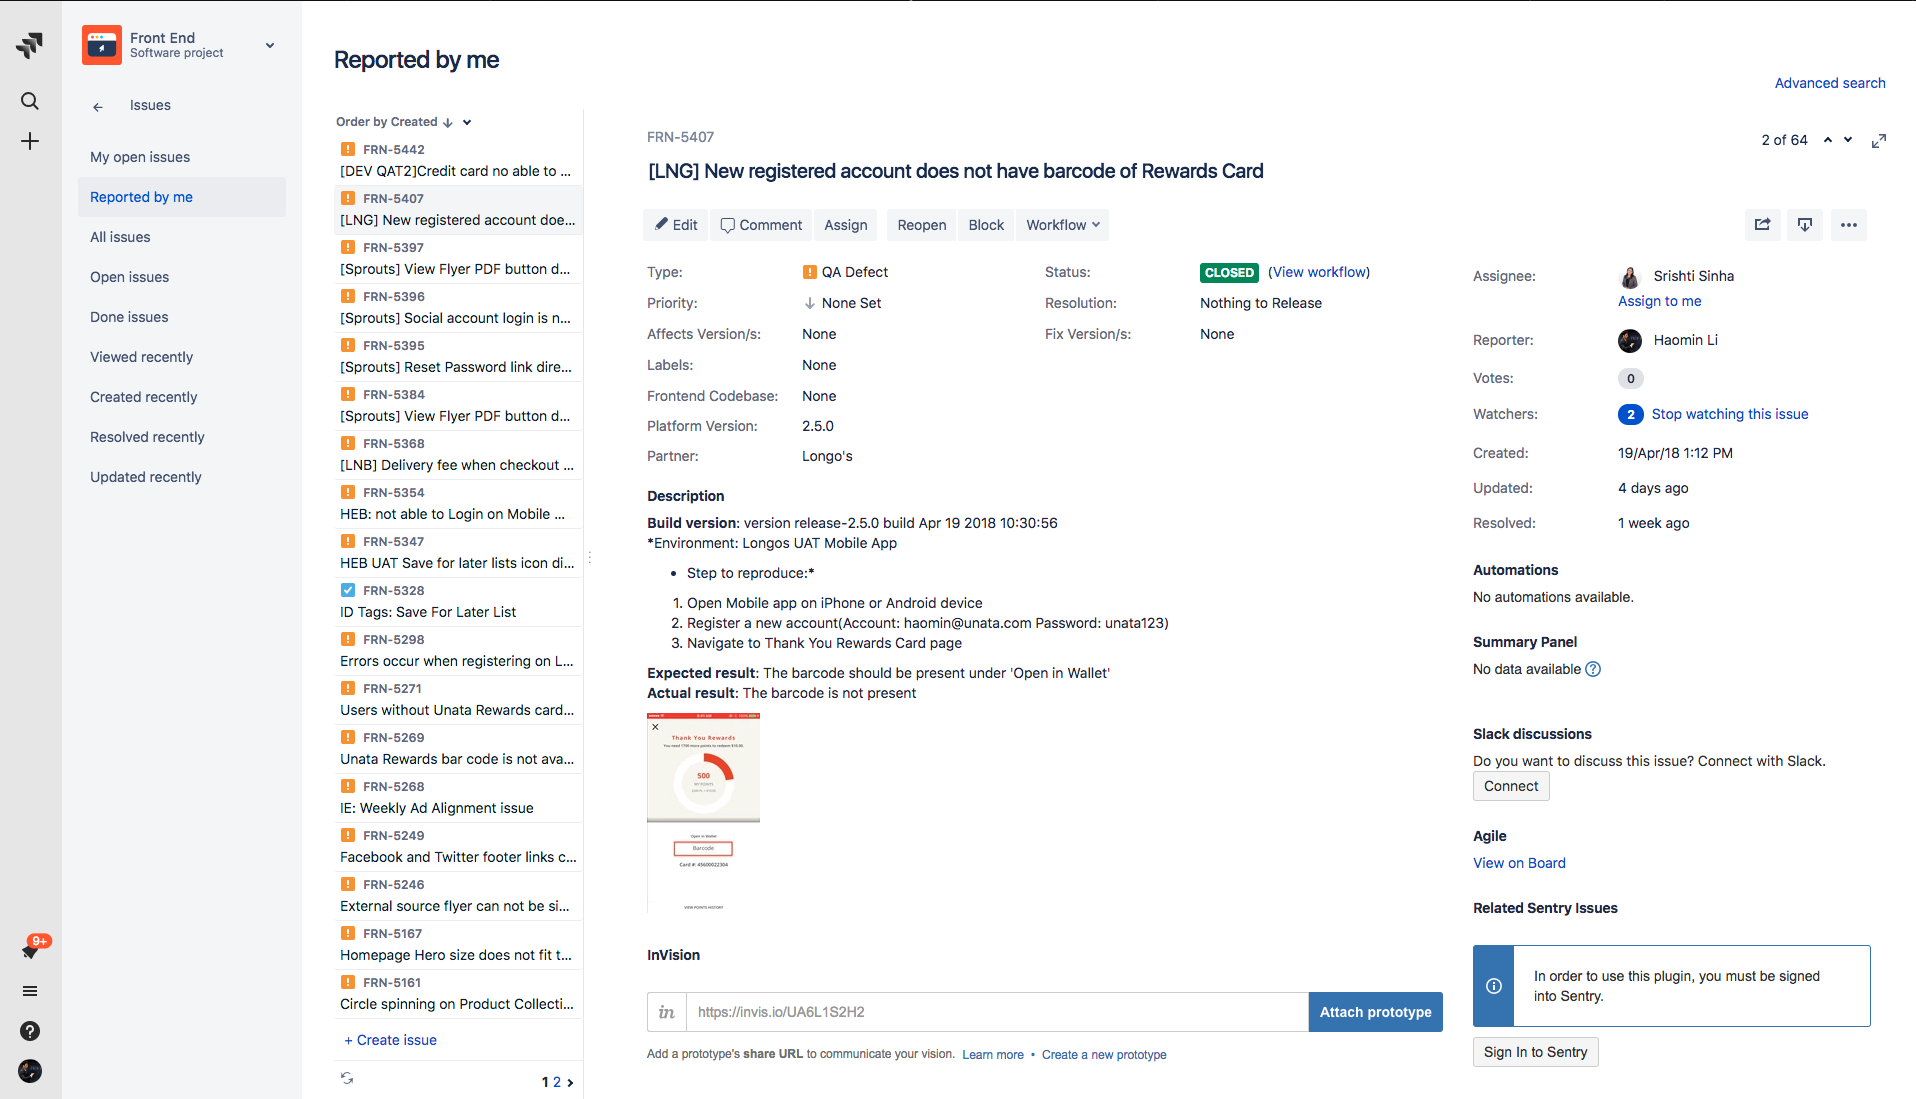 Front End
Software project
Issues
My open issues
Reported by me
All issues
Open issues
Done issues
Viewed recently
Created recently
Resolved recently
Updated recently
9+
Reported by me
Advanced search
Order by Created
FRN-5442
[DEV QAT2]Credit card no able to ...
FRN-5407
[LNG] New registered account doe...
FRN-5397
[Sprouts] View Flyer PDF button d...
FRN-5396
[Sprouts] Social account login is n...
FRN-5395
[Sprouts] Reset Password link dire...
FRN-5384
[Sprouts] View Flyer PDF button d...
FRN-5368
[LNB] Delivery fee when checkout ...
FRN-5354
HEB: not able to Login on Mobile ...
FRN-5347
HEB UAT Save for later lists icon di...
FRN-5328
ID Tags: Save For Later List
FRN-5298
Errors occur when registering on L...
FRN-5271
Users without Unata Rewards card...
FRN-5269
Unata Rewards bar code is not ava...
FRN-5268
IE: Weekly Ad Alignment issue
FRN-5249
Facebook and Twitter footer links c...
FRN-5246
External source flyer can not be si...
FRN-5167
Homepage Hero size does not fit t...
FRN-5161
Circle spinning on Product Collecti...
+ Create issue
1 2
FRN-5407
2 of 64
[LNG] New registered account does not have barcode of Rewards Card
Edit Comment Assign Reopen Block Workflow
Type: QA Defect
Priority: None Set
Affects Version/s: None
Labels: None
Frontend Codebase: None
Platform Version: 2.5.0
Partner: Longo's
Status: CLOSED (View workflow)
Resolution: Nothing to Release
Fix Version/s: None
Description
Build version: version release-2.5.0 build Apr 19 2018 10:30:56
*Environment: Longos UAT Mobile App
• Step to reproduce:*
1. Open Mobile app on iPhone or Android device
2. Register a new account(Account: haomin@unata.com Password: unata123)
3. Navigate to Thank You Rewards Card page
Expected result: The barcode should be present under 'Open in Wallet'
Actual result: The barcode is not present
Thank You Rewards
You need 1700 more points to redeem $10.00.
500
MY POINTS
Open in Wallet
Barcode
Card #: 45600022304
VIEW POINTS HISTORY
InVision
in
https://invis.io/UA6L1S2H2
Attach prototype
Add a prototype's share URL to communicate your vision. Learn more • Create a new prototype
Assignee: Srishti Sinha
Assign to me
Reporter: Haomin Li
Votes: 0
Watchers: 2 Stop watching this issue
Created: 19/Apr/18 1:12 PM
Updated: 4 days ago
Resolved: 1 week ago
Automations
No automations available.
Summary Panel
No data available
Slack discussions
Do you want to discuss this issue? Connect with Slack.
Connect
Agile
View on Board
Related Sentry Issues
In order to use this plugin, you must be signed
into Sentry.
Sign In to Sentry